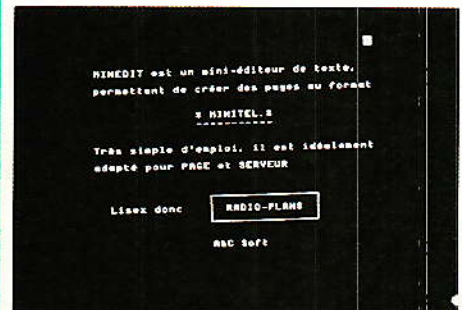 MINEDIT est un mini-éditeur de texte,
permettant de créer des pages au format
* MINITEL.*
Très simple d'emploi, il est idéalement
adapté pour PAGE et SERVEUR
Lisez donc RADIO-PLANS
ABC Soft